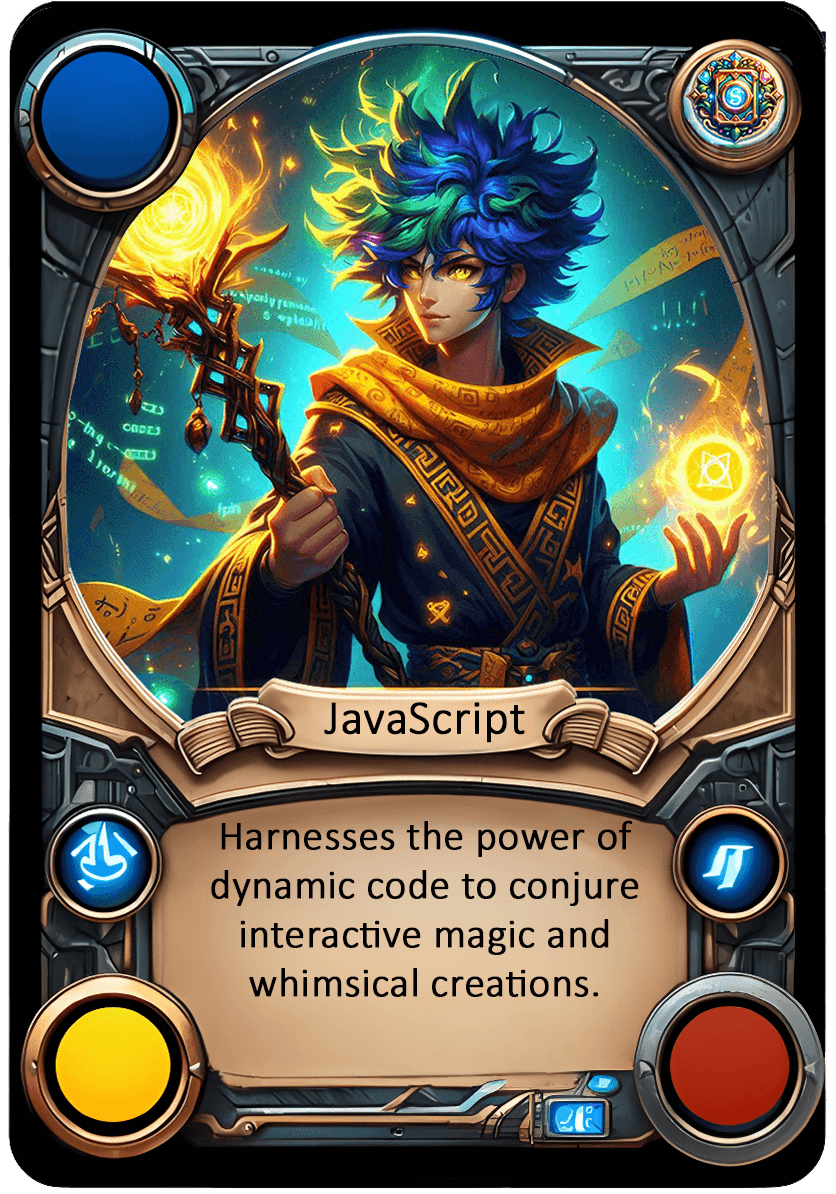 JavaScript
Harnesses the power of
dynamic code to conjure
interactive magic and
whimsical creations.